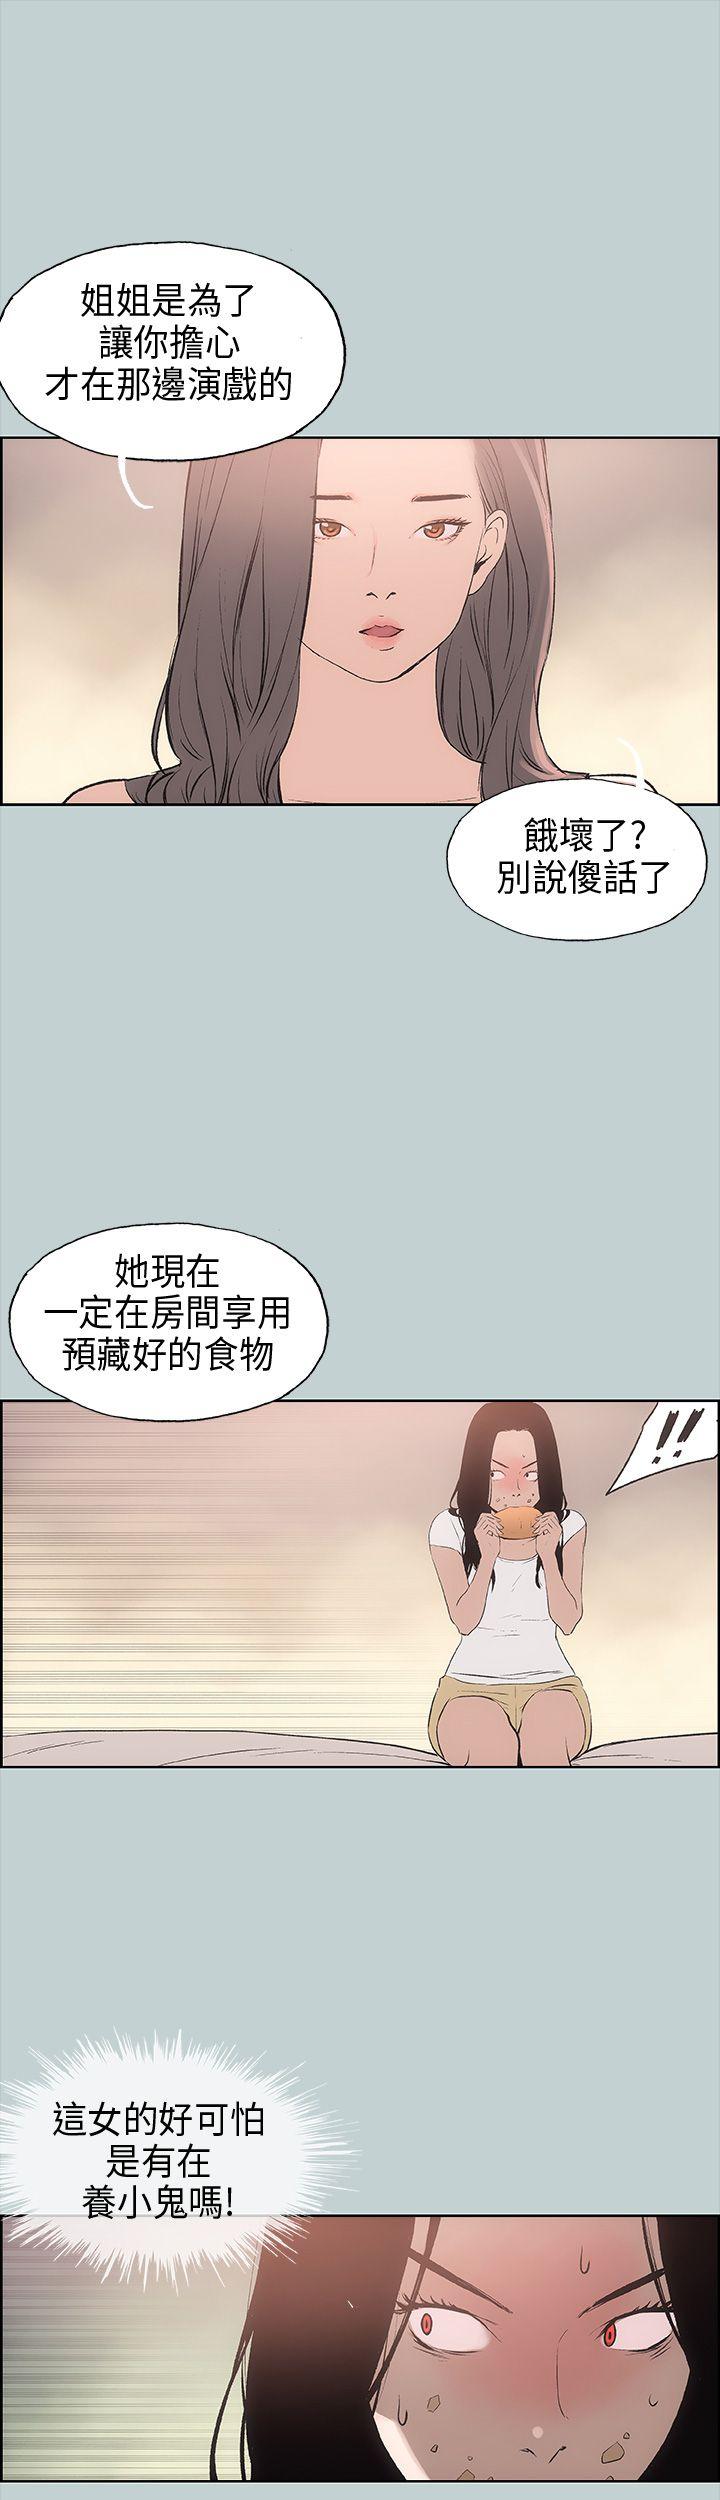 姐姐是為了
讓你擔心
才在那邊演戲的
餓壞了?
別說傻話了
她現在
一定在房間享用
預藏好的食物
!!
這女的好可怕
是有在
養小鬼嗎!